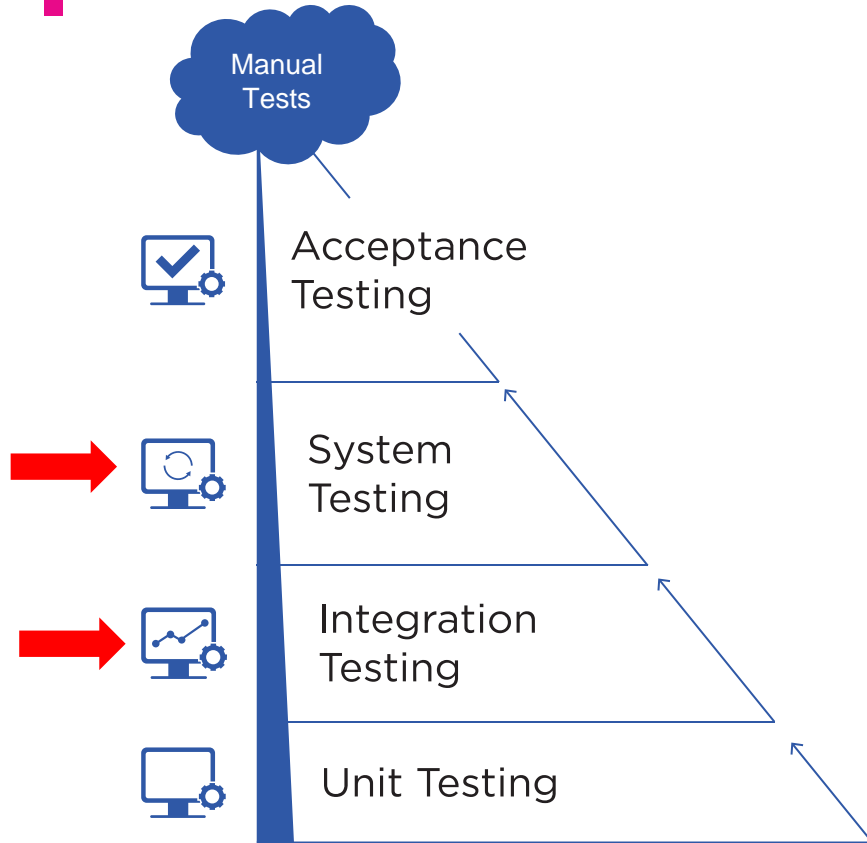 Manual
Tests
Acceptance
Testing
System
Testing
Integration
Testing
Unit Testing